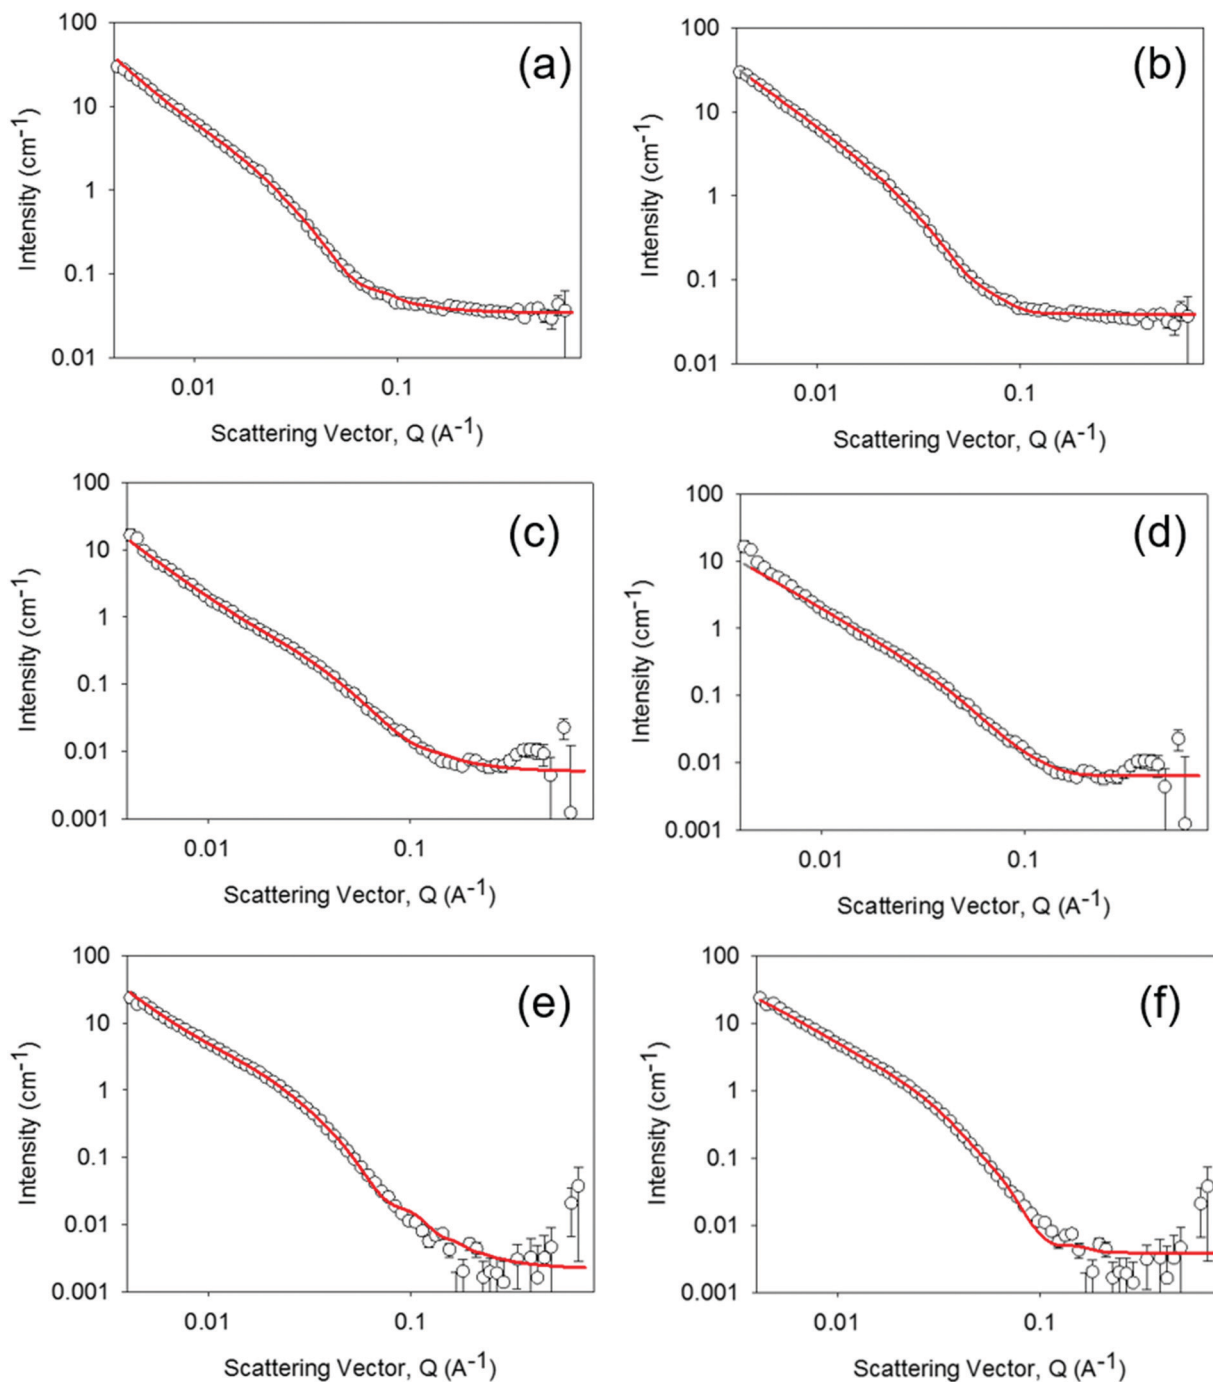 (a)
100
10
1
0.1
0.01
Intensity (cm-1)
0.01 0.1
Scattering Vector, Q (A-1)
(b)
100
10
1
0.1
0.01
Intensity (cm-1)
0.01 0.1
Scattering Vector, Q (A-1)
(c)
100
10
1
0.1
0.01
0.001
Intensity (cm-1)
0.01 0.1
Scattering Vector, Q (A-1)
(d)
100
10
1
0.1
0.01
0.001
Intensity (cm-1)
0.01 0.1
Scattering Vector, Q (A-1)
(e)
100
10
1
0.1
0.01
0.001
Intensity (cm-1)
0.01 0.1
Scattering Vector, Q (A-1)
(f)
100
10
1
0.1
0.01
0.001
Intensity (cm-1)
0.01 0.1
Scattering Vector, Q (A-1)